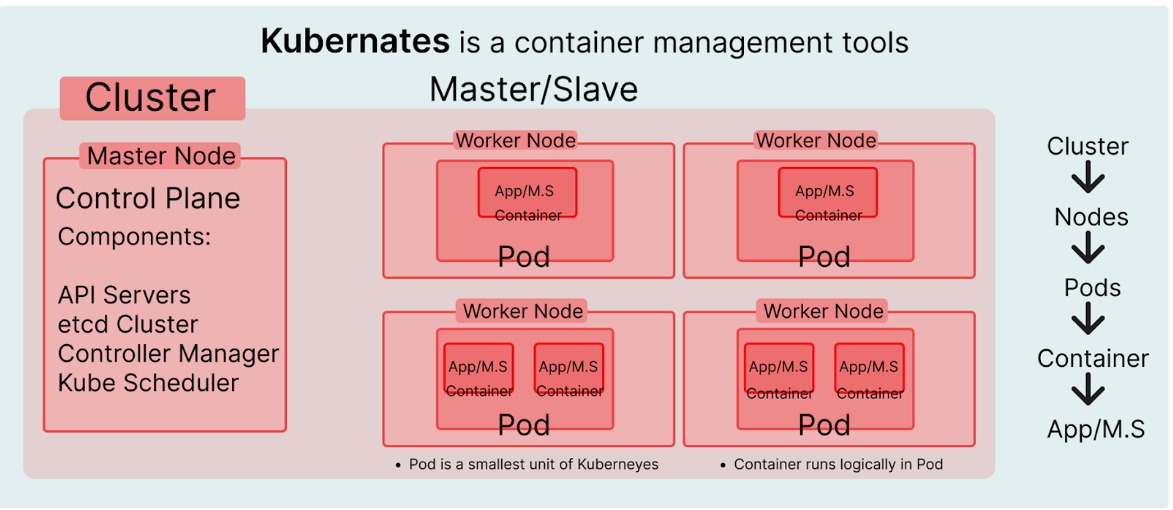 Kubernates is a container management tools
Cluster
Master/Slave
Master Node
Control Plane
Components:
API Servers
etcd Cluster
Controller Manager
Kube Scheduler
Worker Node
App/M.S
Container
Pod
Worker Node
App/M.S
Container
Pod
Worker Node
App/M.S
Container
App/M.S
Container
Pod
Worker Node
App/M.S
Container
App/M.S
Container
Pod
• Pod is a smallest unit of Kuberneyes
• Container runs logically in Pod
Cluster
Nodes
Pods
Container
App/M.S